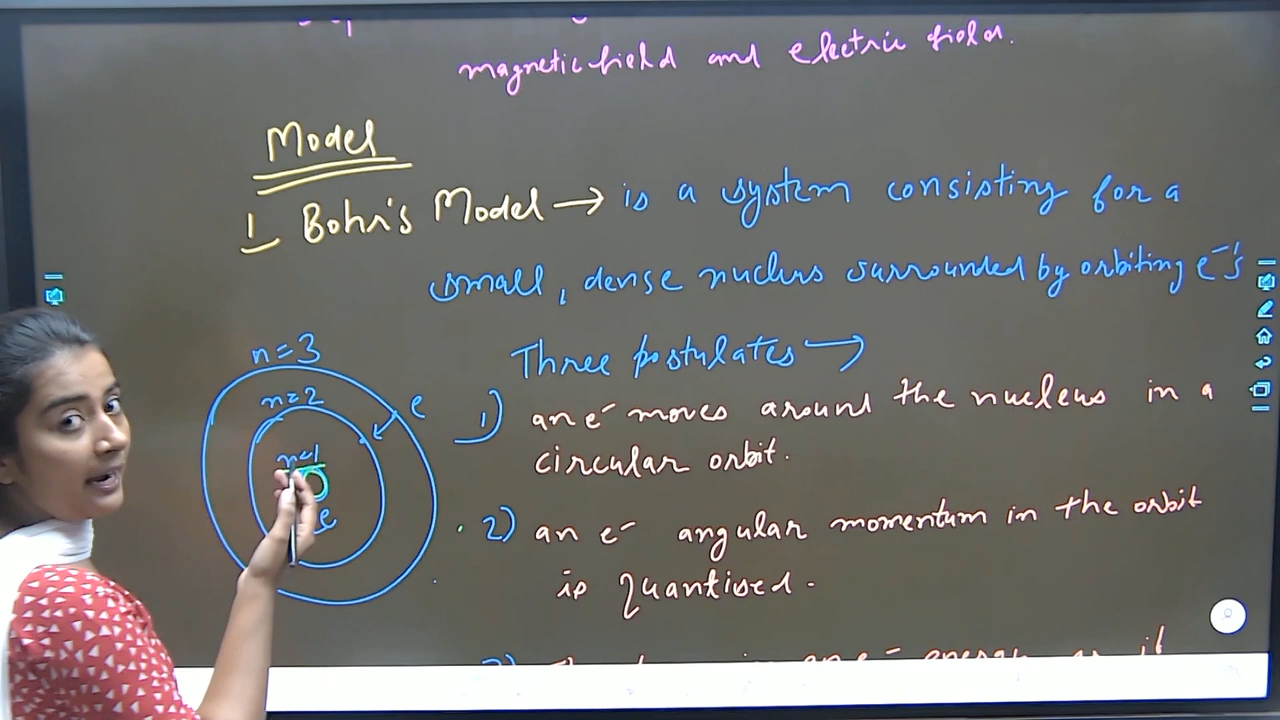 magnetic field and electric field.
Model
1 Bohr's Model → is a system consisting for a
small, dense nucleus surrounded by orbiting e⁻'s
n=3
n=2
e
n=1
e
Three postulates →
1) an e⁻ moves around the nucleus in a
circular orbit.
2) an e⁻ angular momentum in the orbit
is quantised.